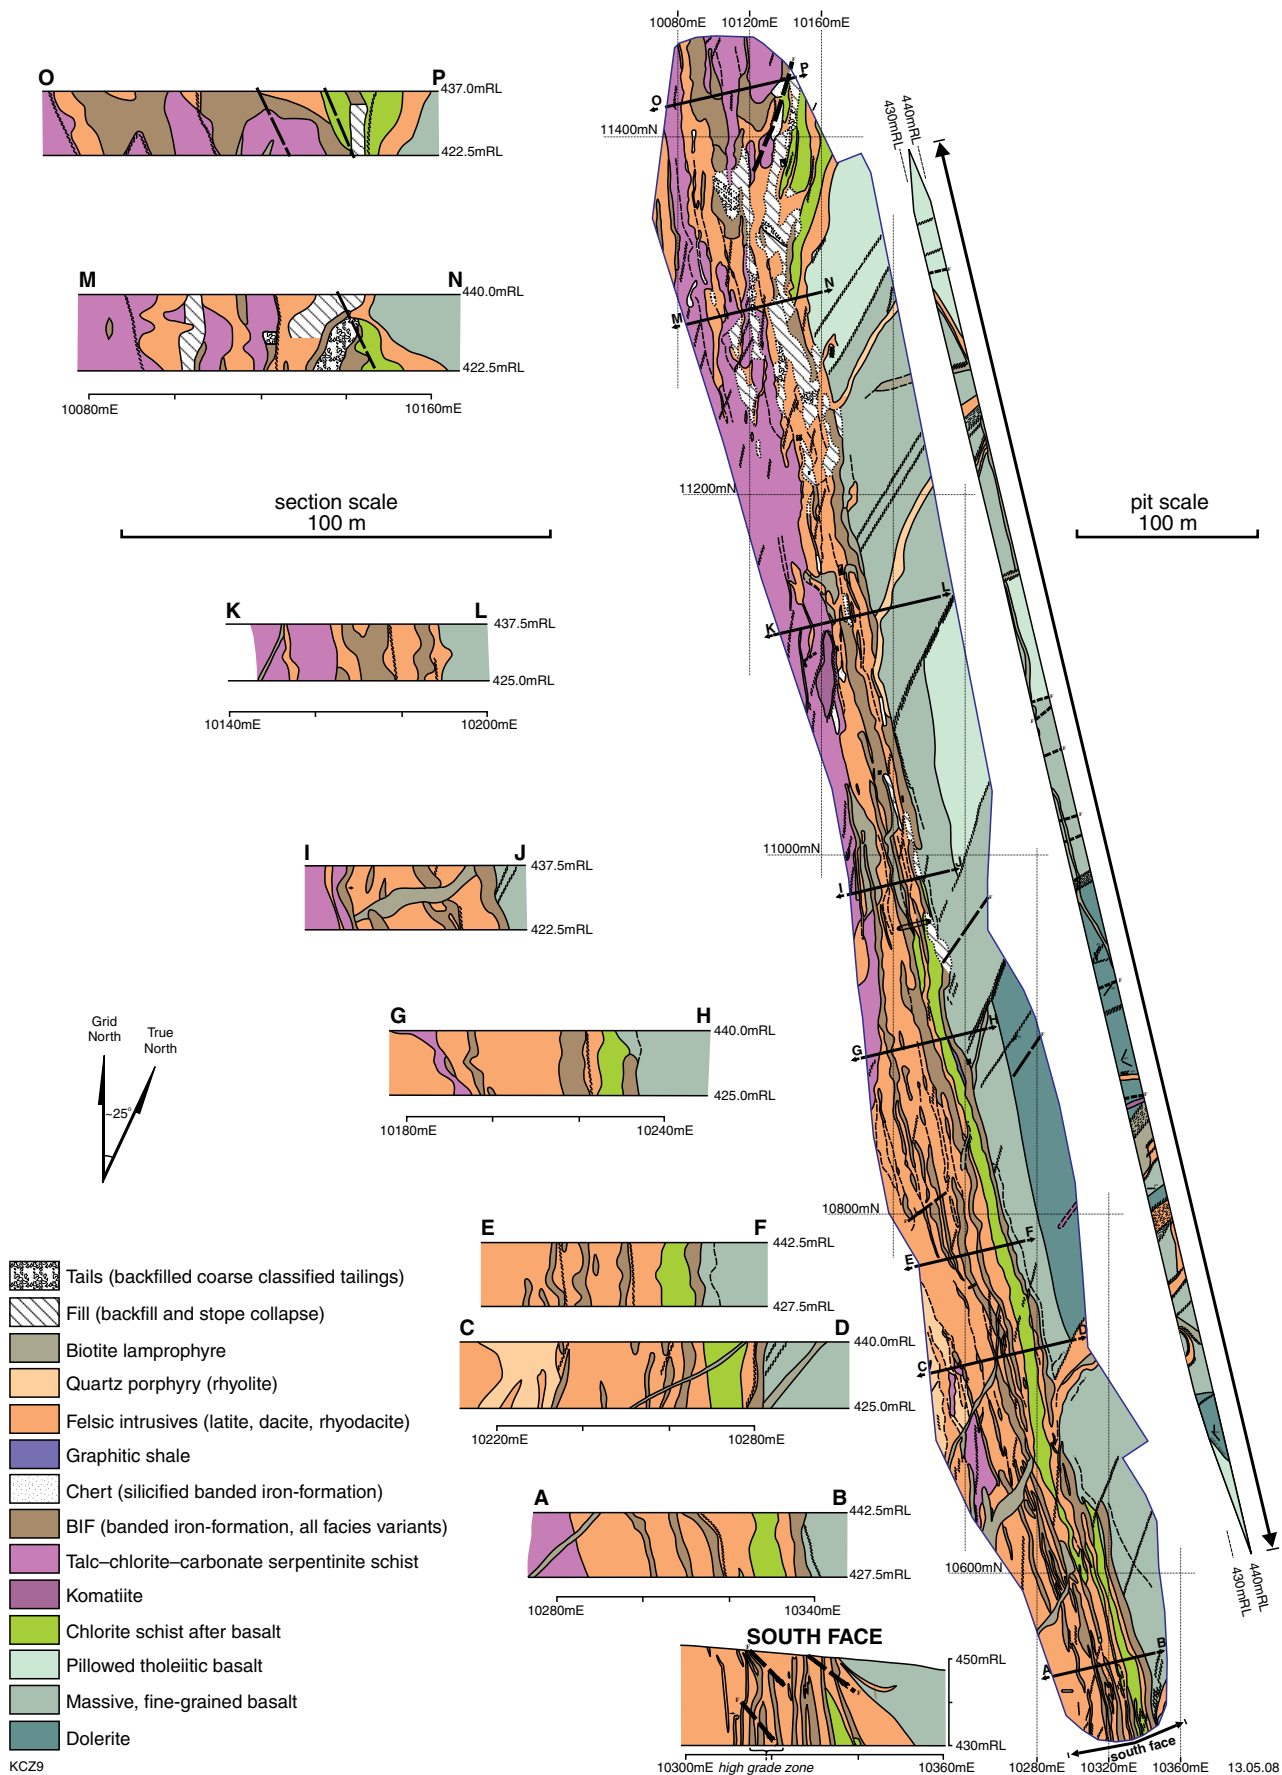 10080mE 10120mE 10160mE
O P
437.0mRL
422.5mRL
O P
11400mN
440mRL
430mRL
M N
440.0mRL
422.5mRL
10080mE 10160mE
M N
11200mN
section scale
100 m
pit scale
100 m
K L
437.5mRL
425.0mRL
10140mE 10200mE
K L
11000mN
I J
437.5mRL
422.5mRL
I J
G H
440.0mRL
425.0mRL
10180mE 10240mE
G H
Grid North
True North
~25°
10800mN
E F
442.5mRL
427.5mRL
E F
C D
440.0mRL
425.0mRL
10220mE 10280mE
C D
A B
442.5mRL
427.5mRL
10280mE 10340mE
10600mN
440mRL
430mRL
A B
SOUTH FACE
450mRL
430mRL
10300mE high grade zone 10360mE
south face
10280mE 10320mE 10360mE
Tails (backfilled coarse classified tailings)
Fill (backfill and stope collapse)
Biotite lamprophyre
Quartz porphyry (rhyolite)
Felsic intrusives (latite, dacite, rhyodacite)
Graphitic shale
Chert (silicified banded iron-formation)
BIF (banded iron-formation, all facies variants)
Talc–chlorite–carbonate serpentinite schist
Komatiite
Chlorite schist after basalt
Pillowed tholeiitic basalt
Massive, fine-grained basalt
Dolerite
KCZ9
13.05.08